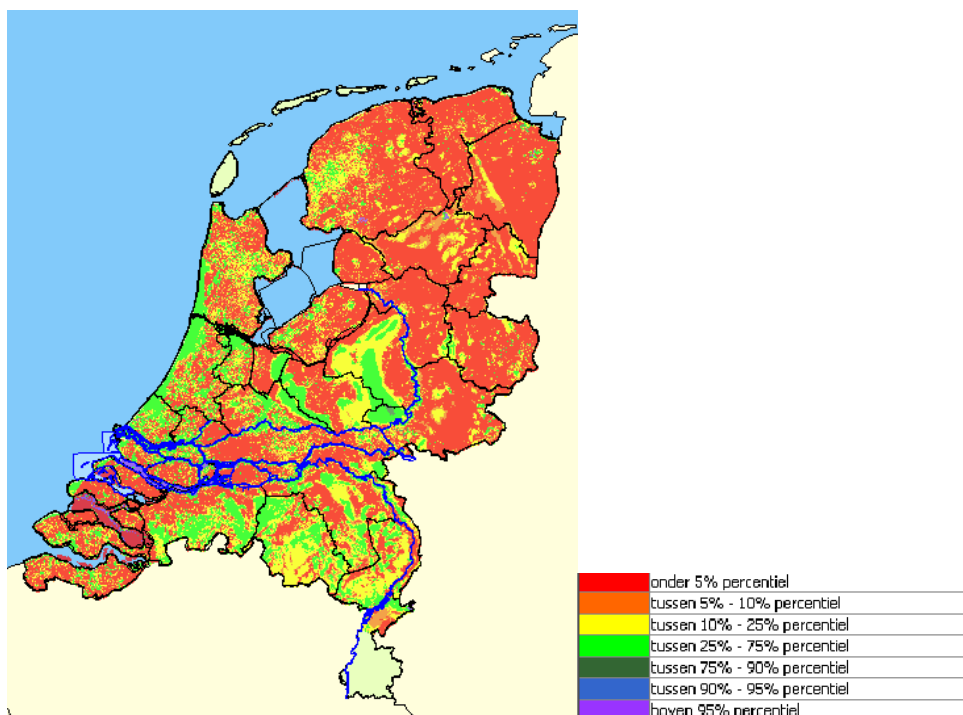 onder 5% percentiel
tussen 5% - 10% percentiel
tussen 10% - 25% percentiel
tussen 25% - 75% percentiel
tussen 75% - 90% percentiel
tussen 90% - 95% percentiel
boven 95% percentiel